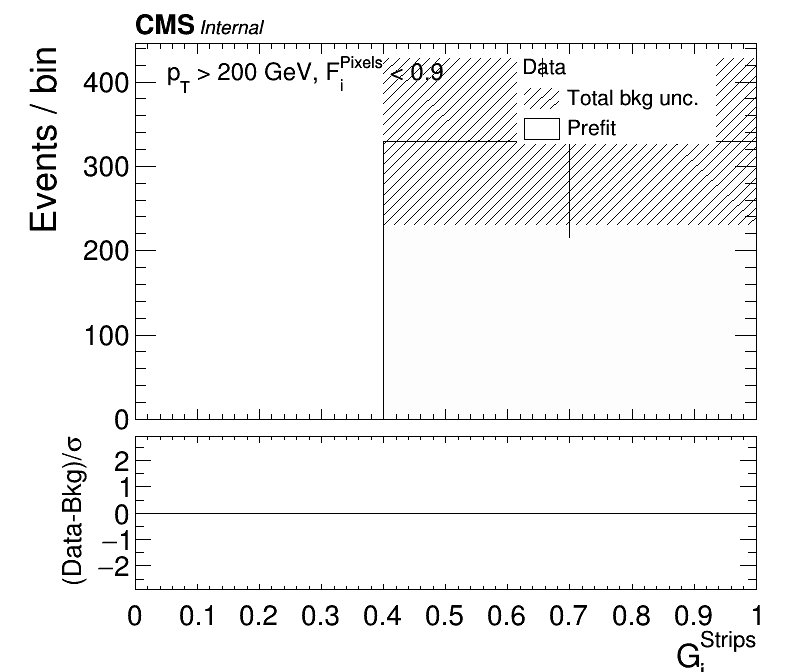 CMS Internal
p_T > 200 GeV, F_i^Pixels < 0.9
Data
Total bkg unc.
Prefit
Events / bin
400
300
200
100
0
(Data-Bkg)/σ
2
1
0
−1
−2
0 0.1 0.2 0.3 0.4 0.5 0.6 0.7 0.8 0.9 1
G_i^Strips